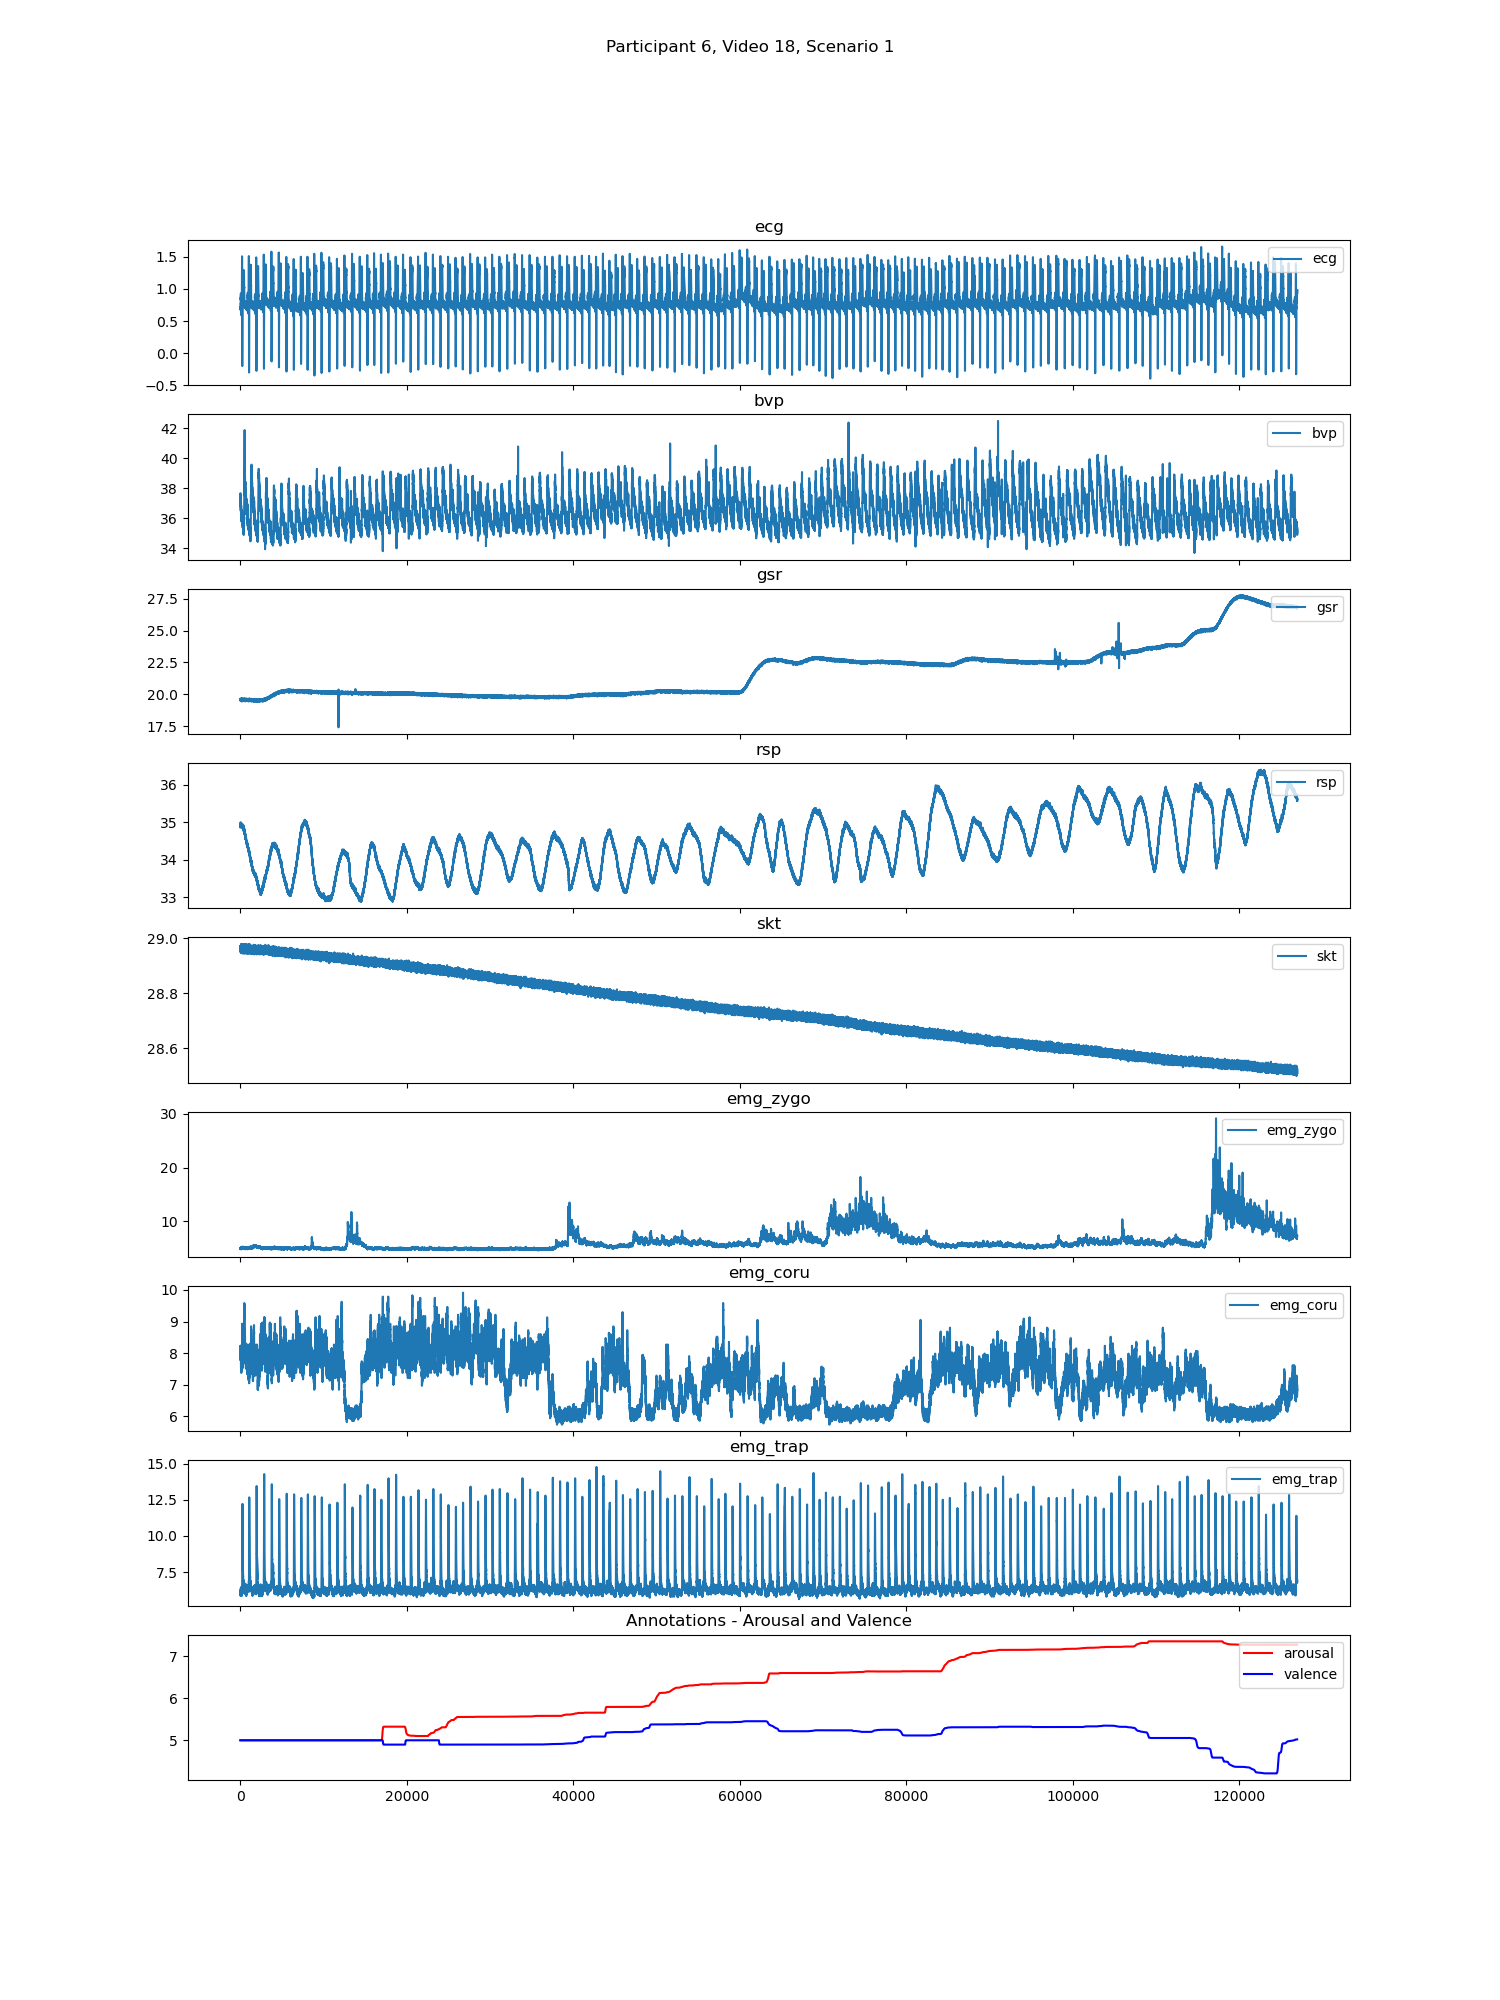 Participant 6, Video 18, Scenario 1
ecg
1.5
1.0
0.5
0.0
−0.5
ecg
bvp
42
40
38
36
34
bvp
gsr
27.5
25.0
22.5
20.0
17.5
gsr
rsp
36
35
34
33
rsp
skt
29.0
28.8
28.6
skt
emg_zygo
30
20
10
emg_zygo
emg_coru
10
9
8
7
6
emg_coru
emg_trap
15.0
12.5
10.0
7.5
emg_trap
Annotations - Arousal and Valence
7
6
5
arousal
valence
0 20000 40000 60000 80000 100000 120000